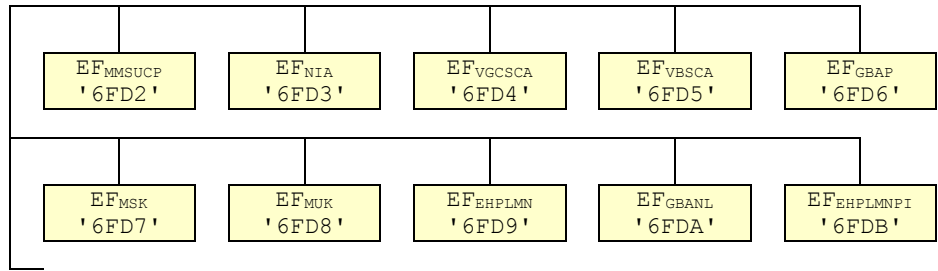 EFMMSUCP
'6FD2'
EFNIA
'6FD3'
EFVGCSCA
'6FD4'
EFVBSCA
'6FD5'
EFGBAP
'6FD6'
EFMSK
'6FD7'
EFMUK
'6FD8'
EFEHPLMN
'6FD9'
EFGBANL
'6FDA'
EFEHPLMNPI
'6FDB'